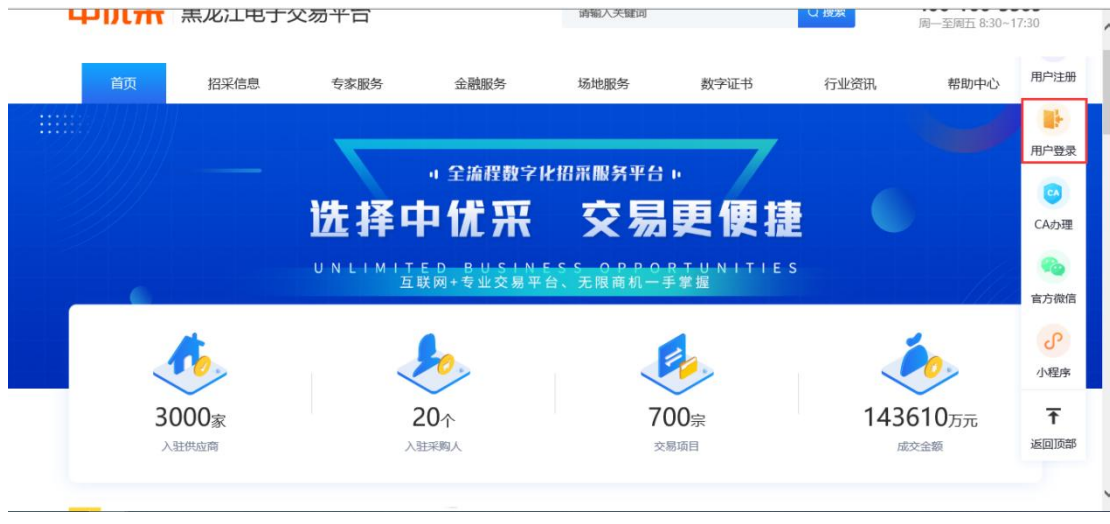 中优采 黑龙江电子交易平台
请输入关键词
搜索
周一至周五 8:30~17:30
首页 招采信息 专家服务 金融服务 场地服务 数字证书 行业资讯 帮助中心
用户注册
用户登录
CA
CA办理
官方微信
小程序
返回顶部
全流程数字化招采服务平台
选择中优采 交易更便捷
UNLIMITED BUSINESS OPPORTUNITIES
互联网+专业交易平台、无限商机一手掌握
3000家 20个 700宗 143610万元
入驻供应商 入驻采购人 交易项目 成交金额